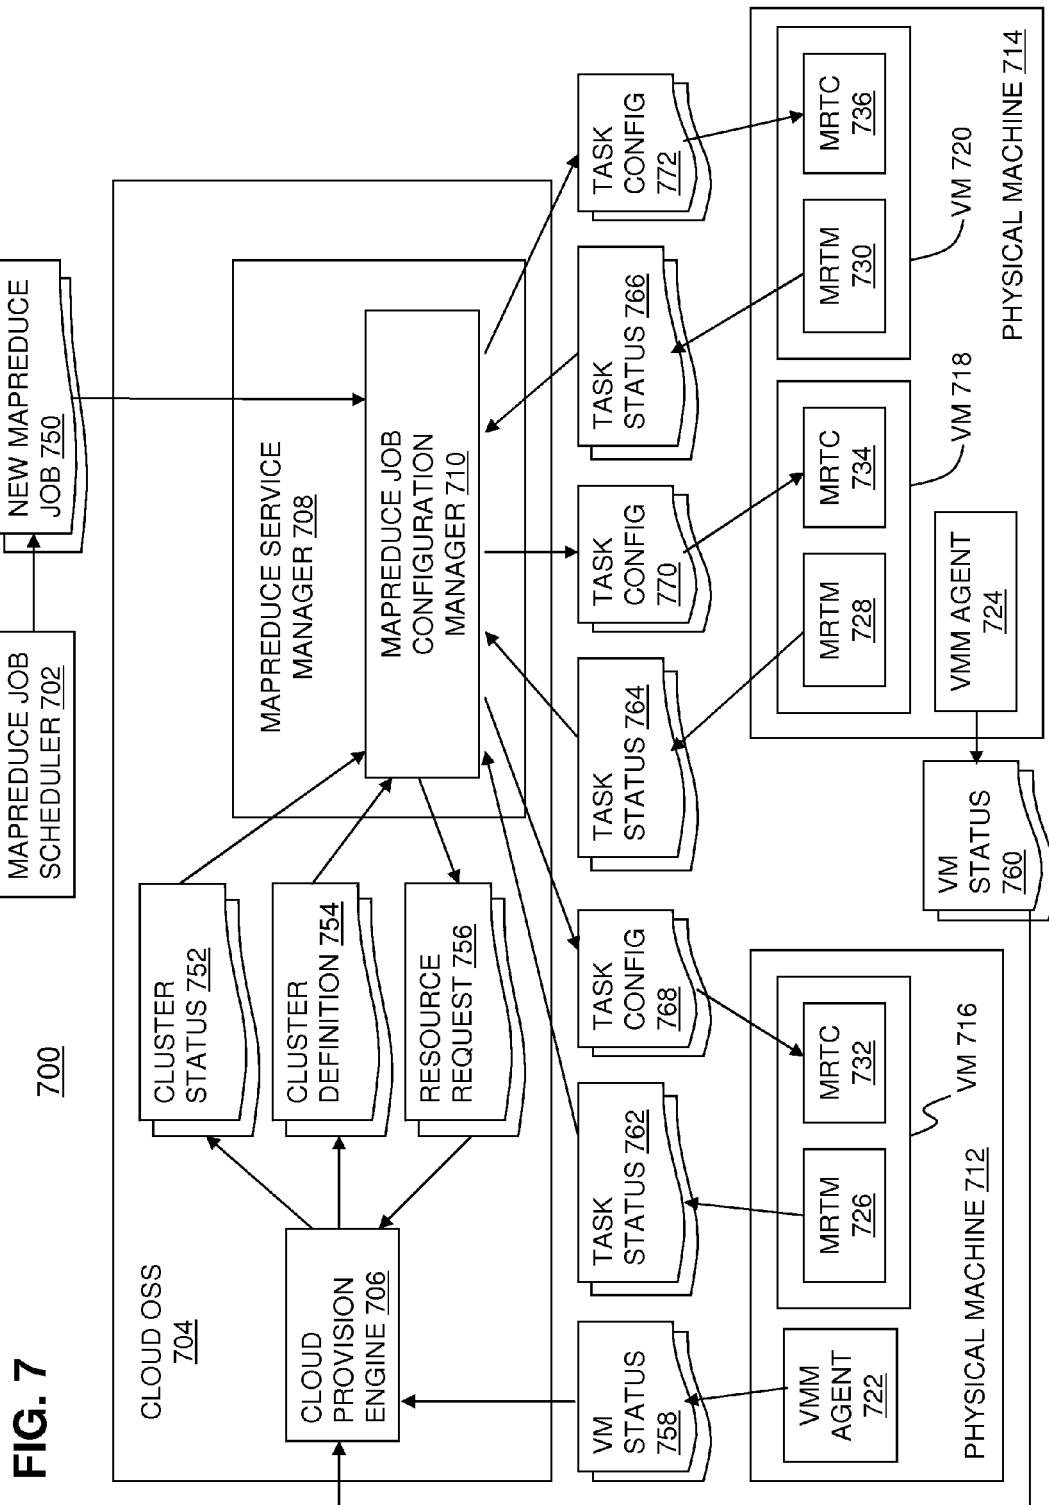 FIG. 7
700
MAPREDUCE JOB
SCHEDULER 702
NEW MAPREDUCE
JOB 750
CLOUD OSS
704
CLOUD
PROVISION
ENGINE 706
CLUSTER
STATUS 752
CLUSTER
DEFINITION 754
RESOURCE
REQUEST 756
MAPREDUCE SERVICE
MANAGER 708
MAPREDUCE JOB
CONFIGURATION
MANAGER 710
VM
STATUS
758
TASK
STATUS 762
TASK
CONFIG
768
TASK
STATUS 764
TASK
CONFIG
770
TASK
STATUS 766
TASK
CONFIG
772
VMM
AGENT
722
MRTM
726
MRTC
732
VM 716
PHYSICAL MACHINE 712
VM
STATUS
760
MRTM
728
MRTC
734
VM 718
VMM AGENT
724
MRTM
730
MRTC
736
VM 720
PHYSICAL MACHINE 714